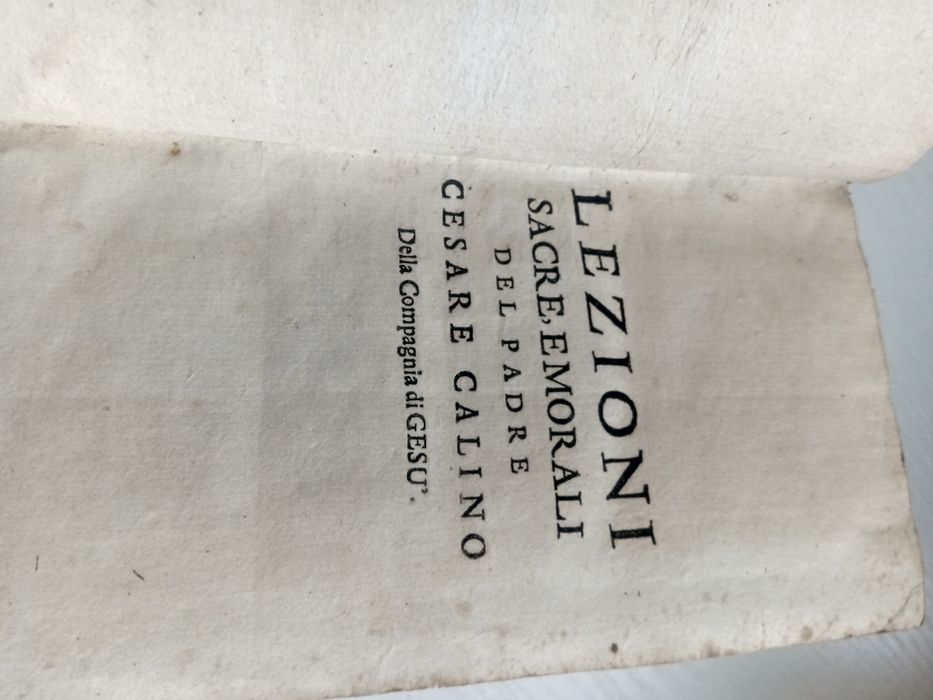 LEZIONI
SACRE, E MORALI
DEL PADRE
CESARE CALINO
Della Compagnia di GESU'.